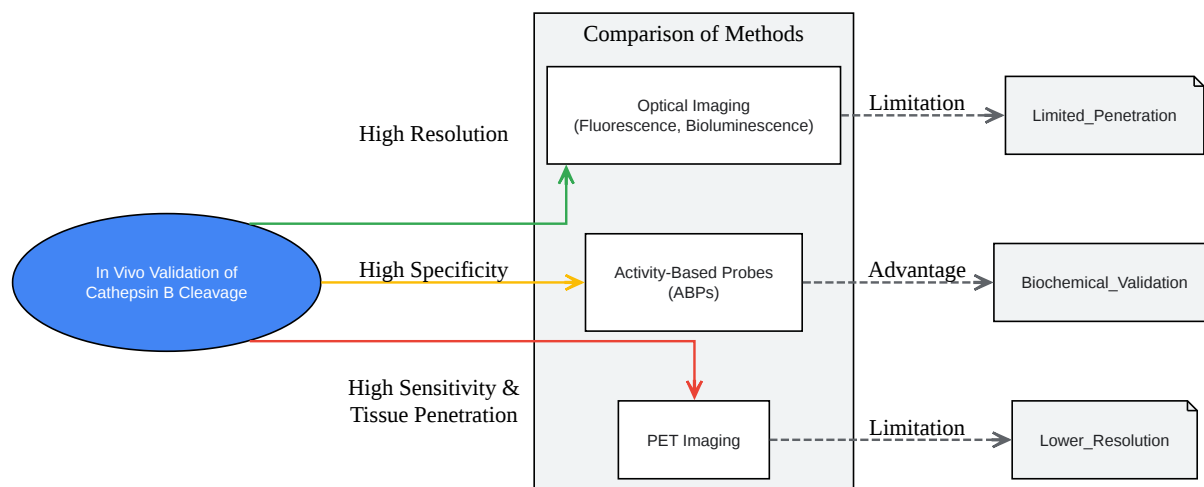 Comparison of Methods
Optical Imaging
(Fluorescence, Bioluminescence)
Limitation
Limited_Penetration
High Resolution
In Vivo Validation of
Cathepsin B Cleavage
High Specificity
Activity-Based Probes
(ABPs)
Advantage
Biochemical_Validation
High Sensitivity &
Tissue Penetration
PET Imaging
Limitation
Lower_Resolution